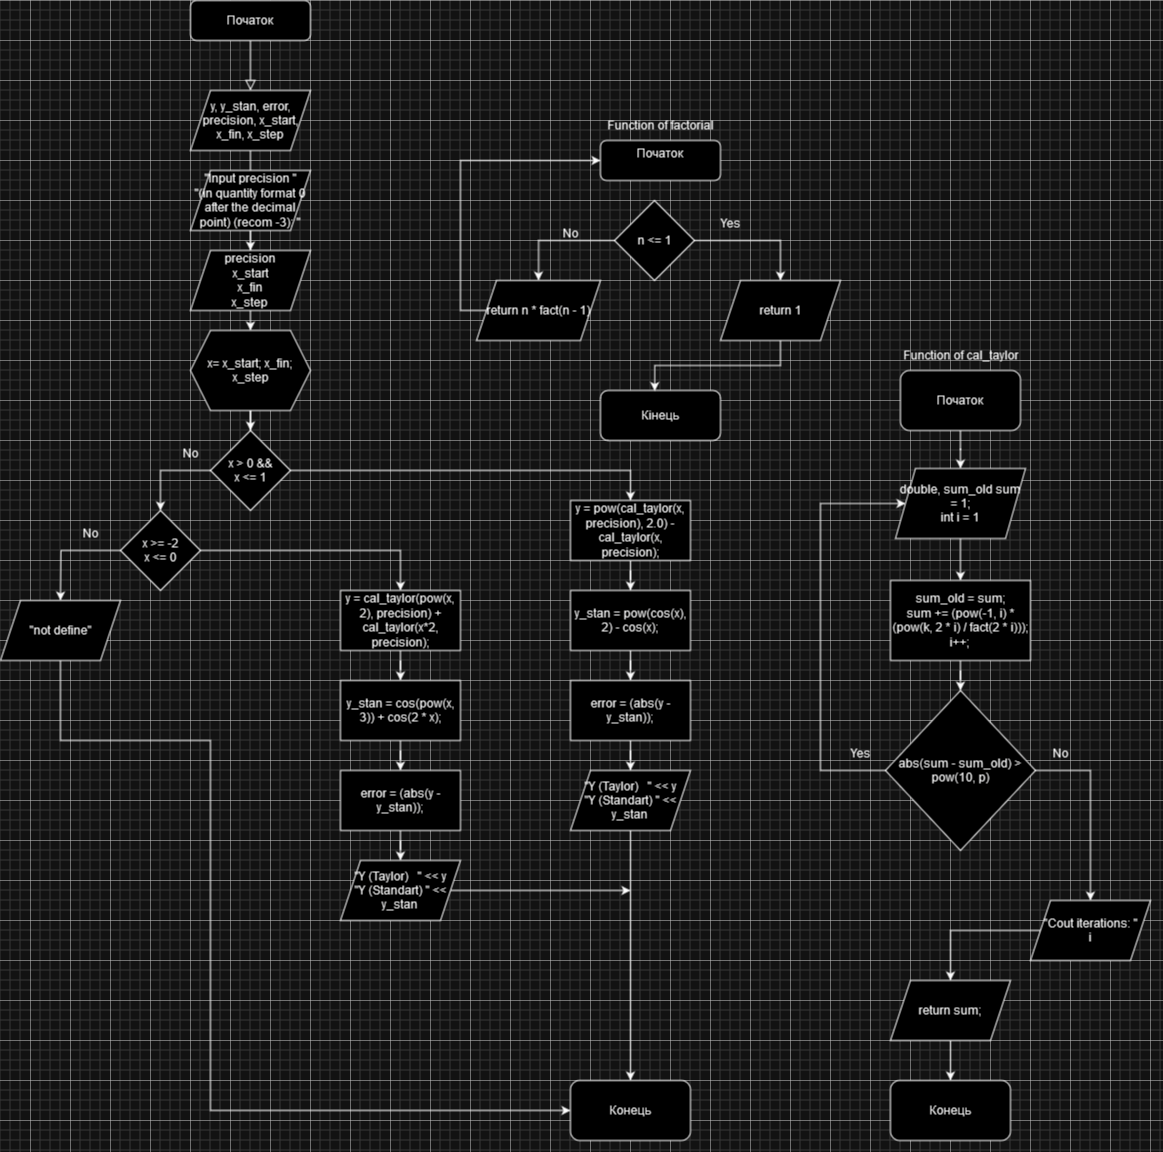 Початок
y, y_stan, error,
precision, x_start,
x_fin, x_step
"Input precision "
"(in quantity format 0
after the decimal
point) (recom -3) "
precision
x_start
x_fin
x_step
x= x_start; x_fin;
x_step
x > 0 &&
x <= 1
No
x >= -2
x <= 0
No
"not define"
y = cal_taylor(pow(x,
2), precision) +
cal_taylor(x*2,
precision);
y_stan = cos(pow(x,
3)) + cos(2 * x);
error = (abs(y -
y_stan));
"Y (Taylor)   " << y
"Y (Standart) " <<
y_stan
y = pow(cal_taylor(x,
precision), 2.0) -
cal_taylor(x,
precision);
y_stan = pow(cos(x),
2) - cos(x);
error = (abs(y -
y_stan));
"Y (Taylor)   " << y
"Y (Standart) " <<
y_stan
Конець
Function of factorial
Початок
n <= 1
No
Yes
return n * fact(n - 1)
return 1
Кінець
Function of cal_taylor
Початок
double, sum_old sum
= 1;
int i = 1
sum_old = sum;
sum += (pow(-1, i) *
(pow(k, 2 * i) / fact(2 * i)));
i++;
abs(sum - sum_old) >
pow(10, p)
Yes
No
"Cout iterations: "
i
return sum;
Конець